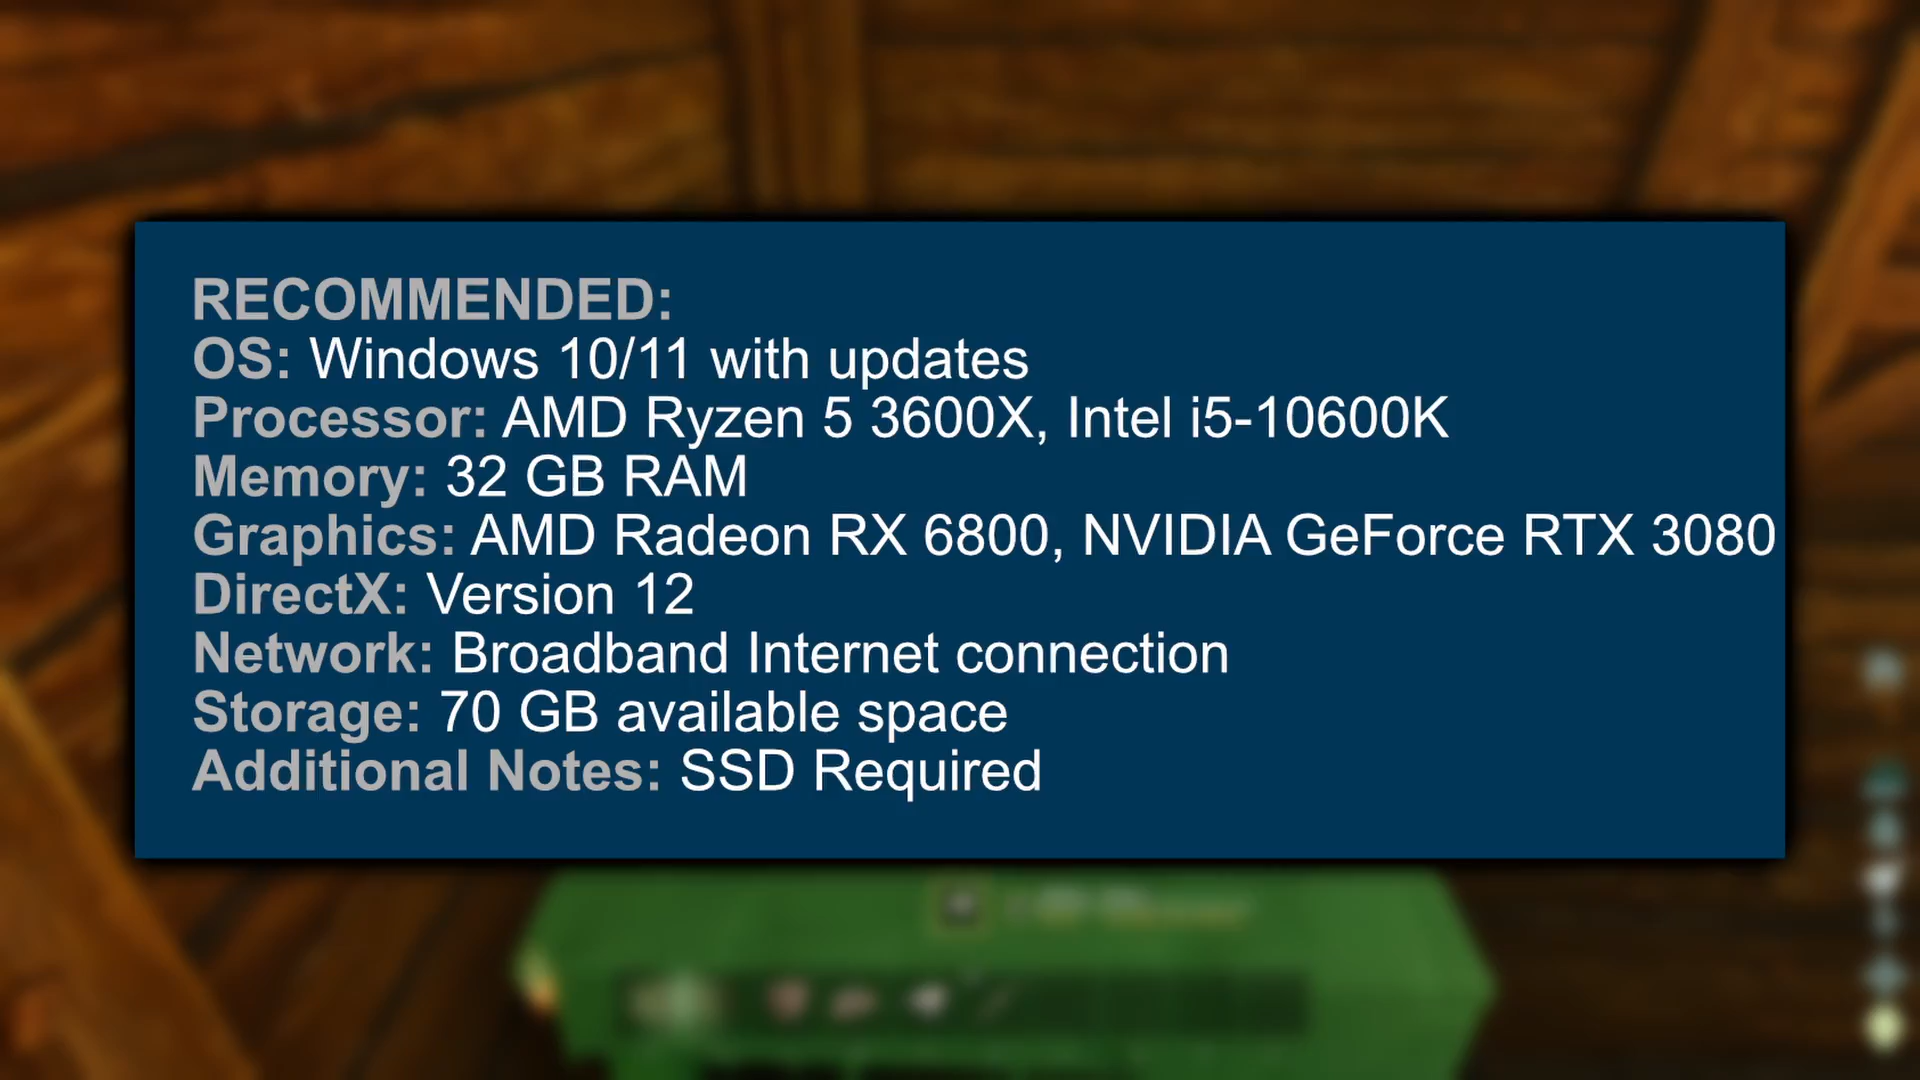 RECOMMENDED:
OS: Windows 10/11 with updates
Processor: AMD Ryzen 5 3600X, Intel i5-10600K
Memory: 32 GB RAM
Graphics: AMD Radeon RX 6800, NVIDIA GeForce RTX 3080
DirectX: Version 12
Network: Broadband Internet connection
Storage: 70 GB available space
Additional Notes: SSD Required